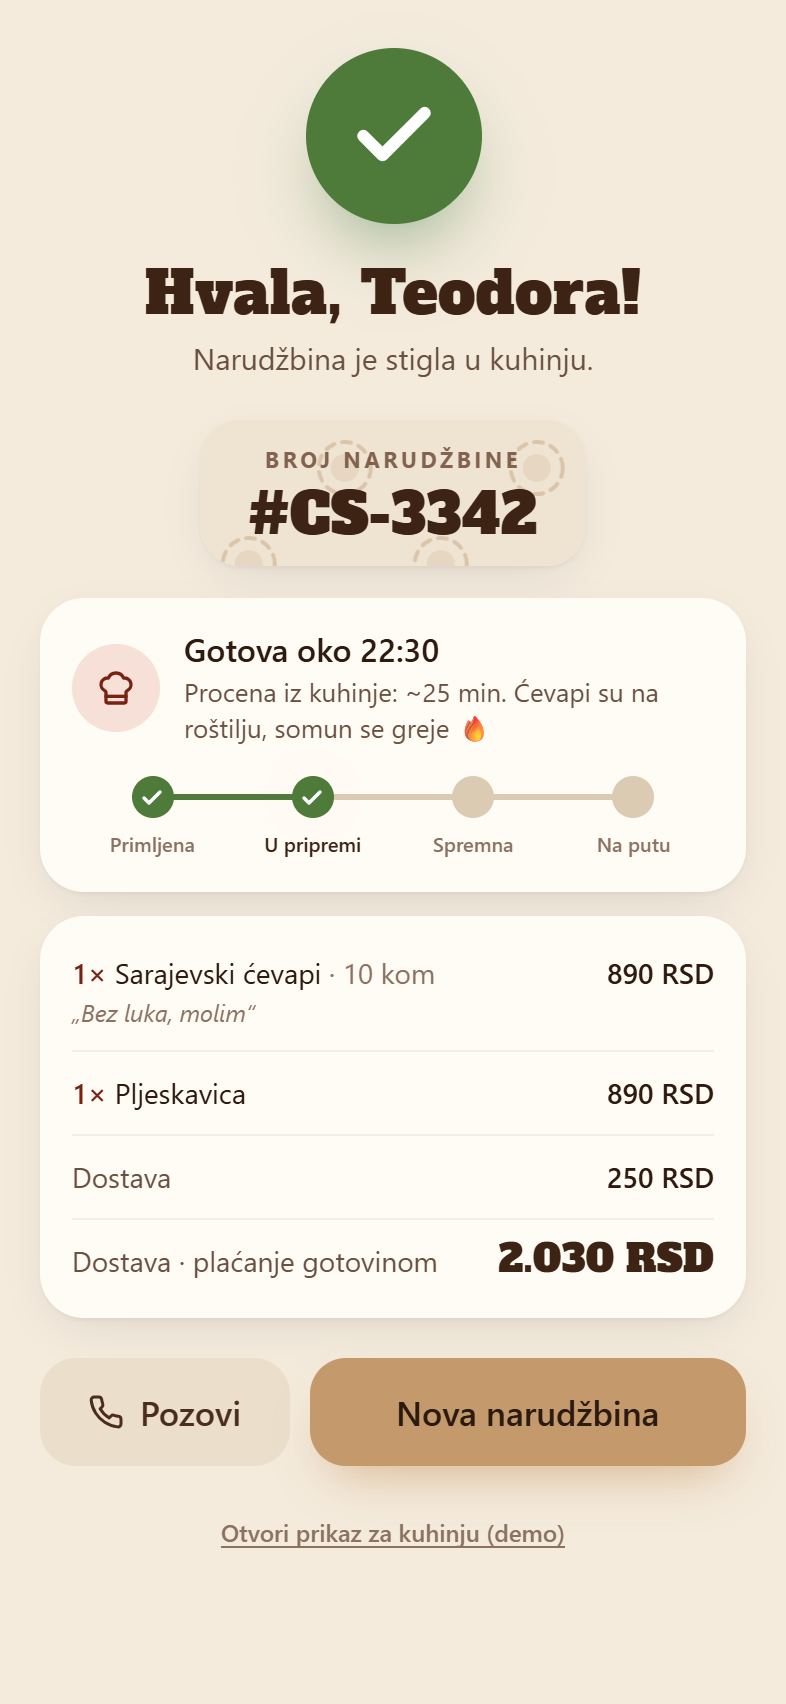 Hvala, Teodora!
Narudžbina je stigla u kuhinju.
BROJ NARUDŽBINE
#CS-3342
Gotova oko 22:30
Procena iz kuhinje: ~25 min. Ćevapi su na
roštilju, somun se greje 🔥
Primljena U pripremi Spremna Na putu
1× Sarajevski ćevapi · 10 kom 890 RSD
„Bez luka, molim“
1× Pljeskavica 890 RSD
Dostava 250 RSD
Dostava · plaćanje gotovinom 2.030 RSD
Pozovi Nova narudžbina
Otvori prikaz za kuhinju (demo)